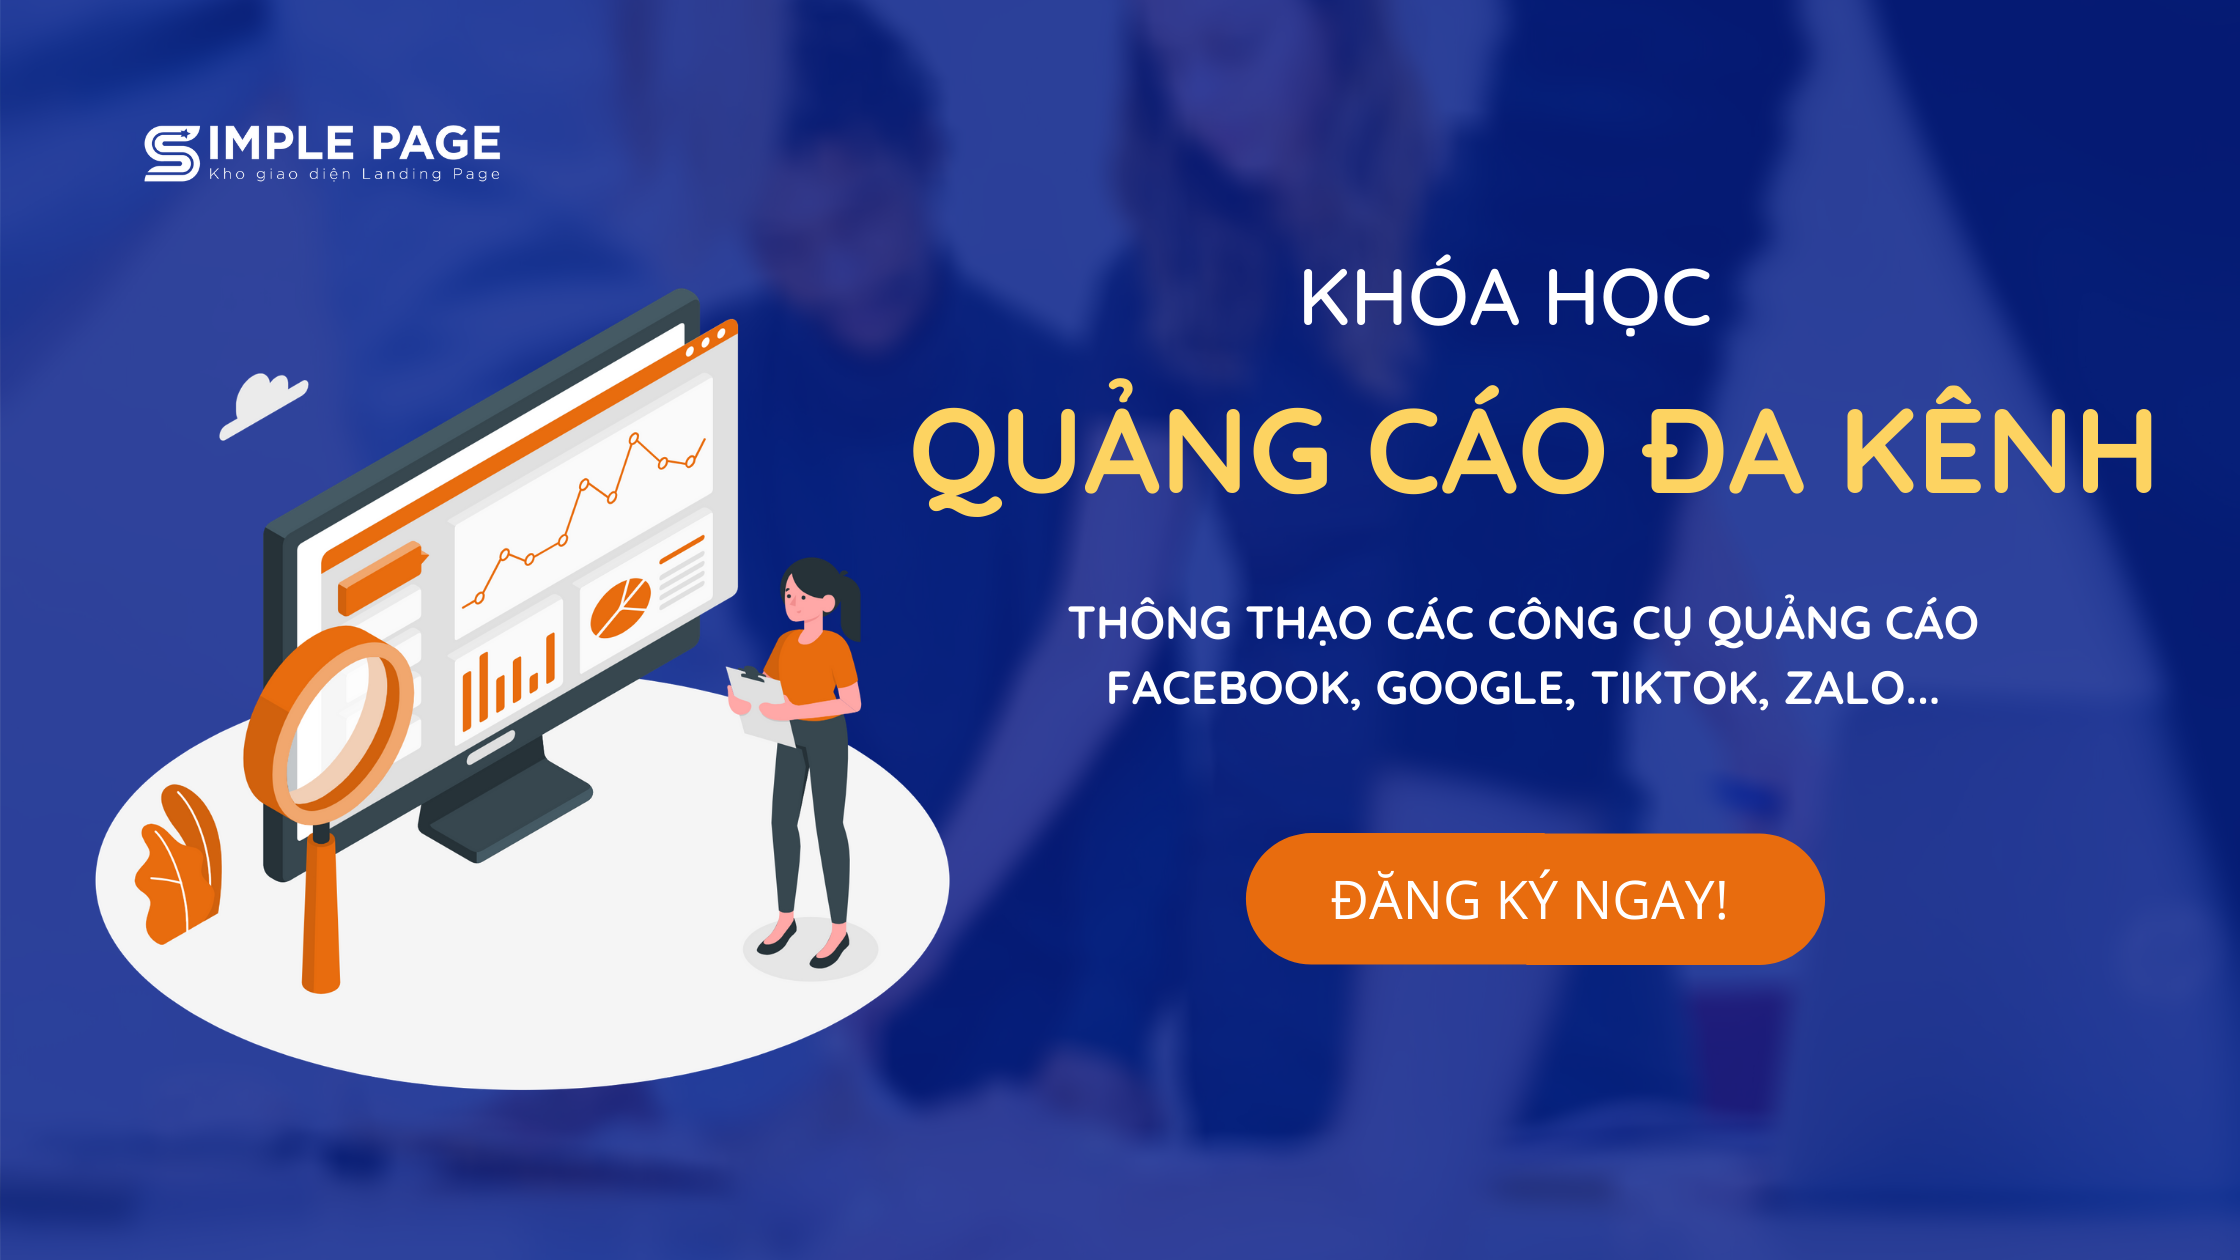 SIMPLE PAGE
Kho giao diện Landing Page
KHÓA HỌC
QUẢNG CÁO ĐA KÊNH
THÔNG THẠO CÁC CÔNG CỤ QUẢNG CÁO
FACEBOOK, GOOGLE, TIKTOK, ZALO...
ĐĂNG KÝ NGAY!